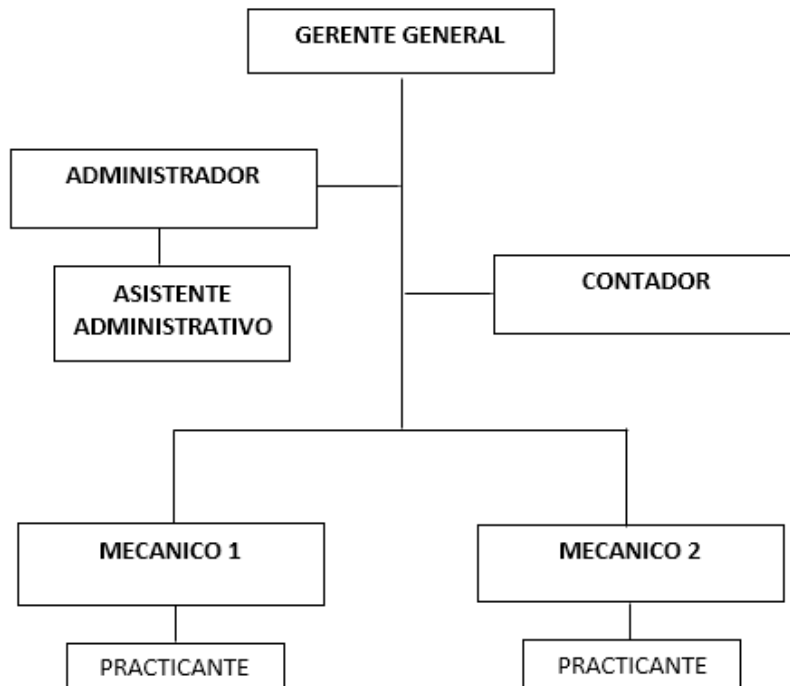 GERENTE GENERAL
ADMINISTRADOR
ASISTENTE
ADMINISTRATIVO
CONTADOR
MECANICO 1
MECANICO 2
PRACTICANTE
PRACTICANTE